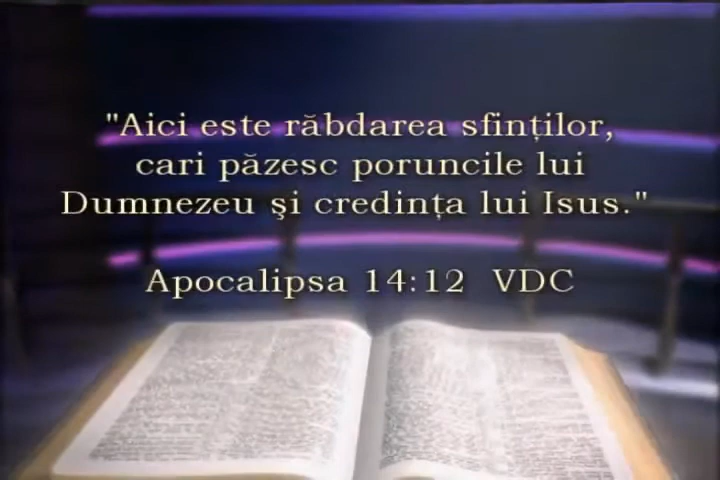 "Aici este răbdarea sfinților,
cari păzesc poruncile lui
Dumnezeu şi credința lui Isus."
Apocalipsa 14:12 VDC